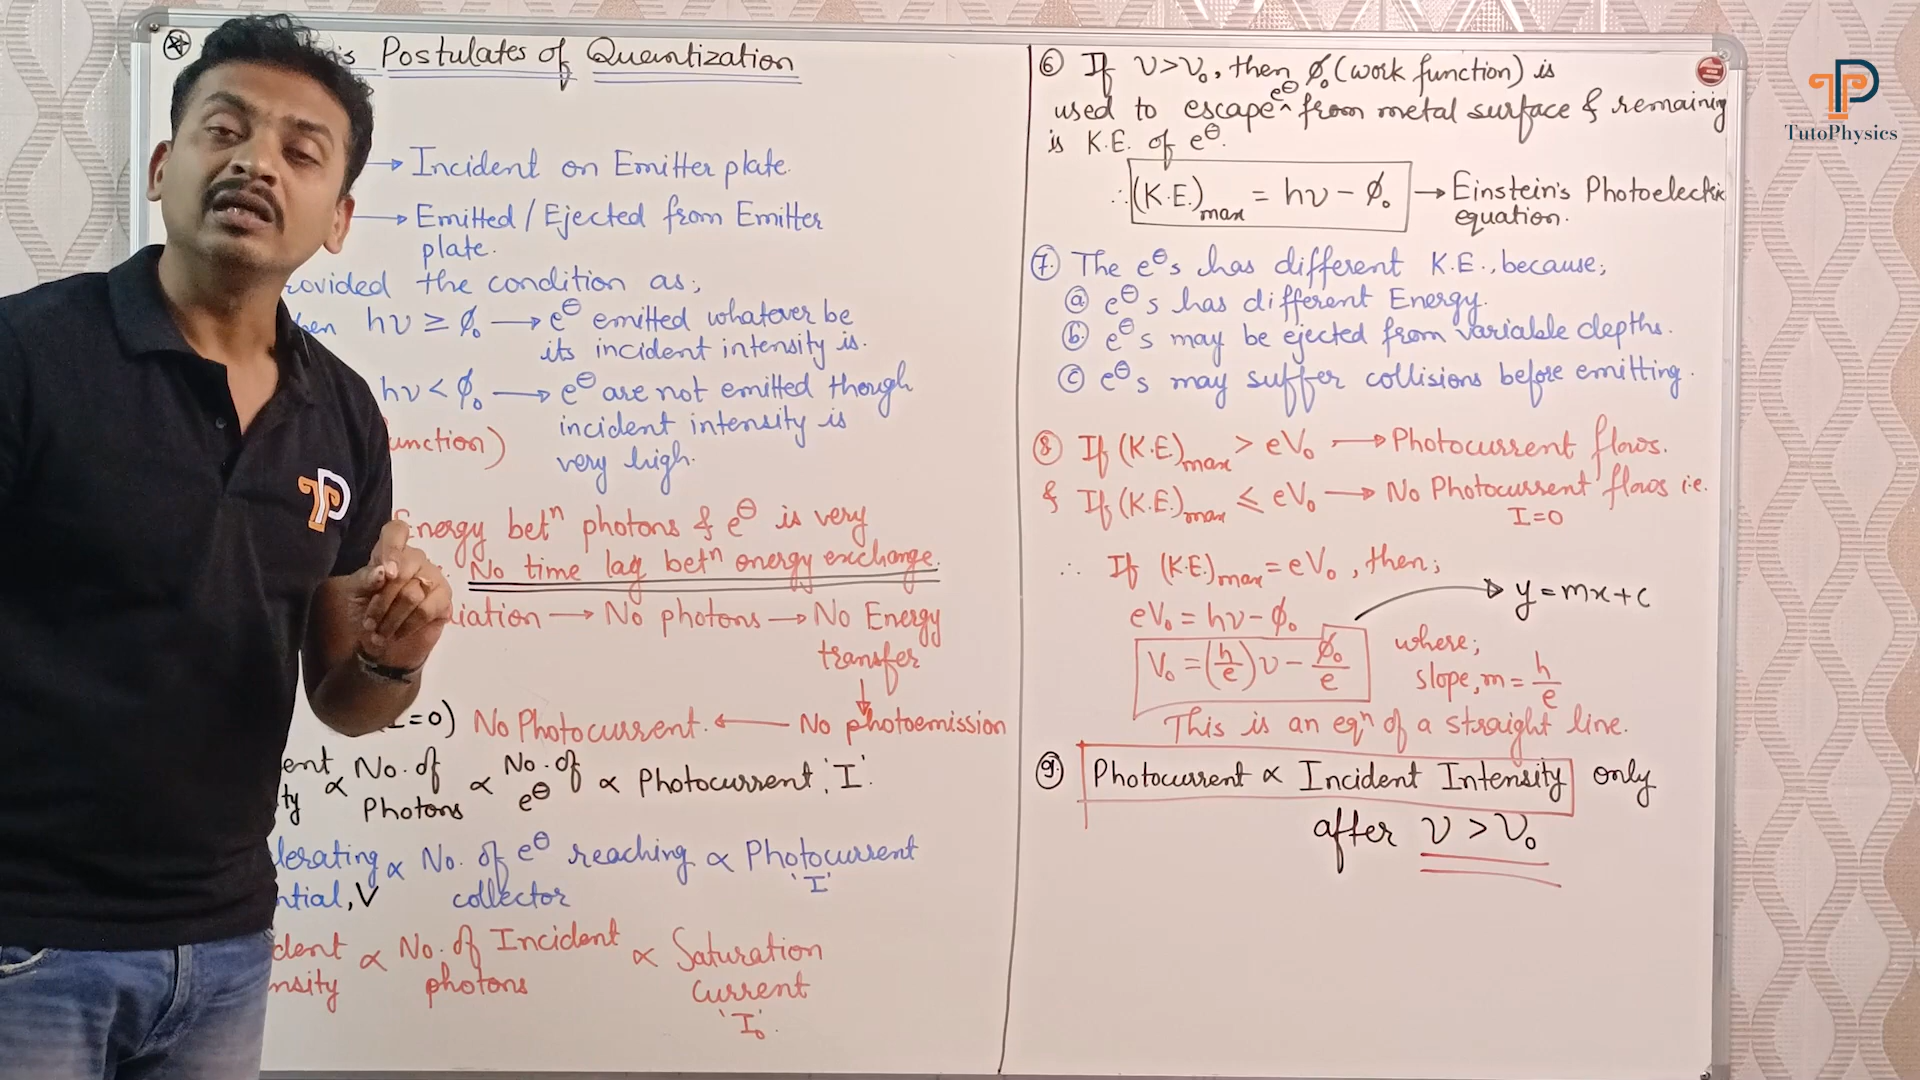 Postulates of Quantization
→ Incident on Emitter plate.
→ Emitted / Ejected from Emitter
plate.
the condition as;
hν ≥ ϕ₀ → e⊖ emitted whatever be
its incident intensity is.
hν < ϕ₀ → e⊖ are not emitted though
incident intensity is
very high.
Energy betⁿ photons & e⊖ is very
No time lag betⁿ energy exchange.
→ No photons → No Energy
transfer
↓
(I=0) No Photocurrent. ← No photoemission
∝ No. of Photons ∝ No. of e⊖ ∝ Photocurrent 'I'.
∝ No. of e⊖ reaching collector ∝ Photocurrent 'I'
V
∝ No. of Incident photons ∝ Saturation current 'I₀'.
⑥ If ν>ν₀, then ϕ₀ (work function) is
used to escape e⊖ from metal surface & remaining
is K.E. of e⊖.
∴ (K.E.)max = hν − ϕ₀ → Einstein's Photoelectric
equation.
⑦ The e⊖s has different K.E., because;
ⓐ e⊖s has different Energy.
ⓑ e⊖s may be ejected from variable depths.
ⓒ e⊖s may suffer collisions before emitting.
⑧ If (K.E)max > eV₀ → Photocurrent flows.
& If (K.E.)max ≤ eV₀ → No Photocurrent flows i.e.
I=0
∴ If (K.E.)max = eV₀, then;
y = mx + c
eV₀ = hν − ϕ₀
V₀ = (h/e)ν − ϕ₀/e where;
slope, m = h/e
This is an eqⁿ of a straight line.
⑨ Photocurrent ∝ Incident Intensity only
after ν > ν₀
TP
TutoPhysics
TP